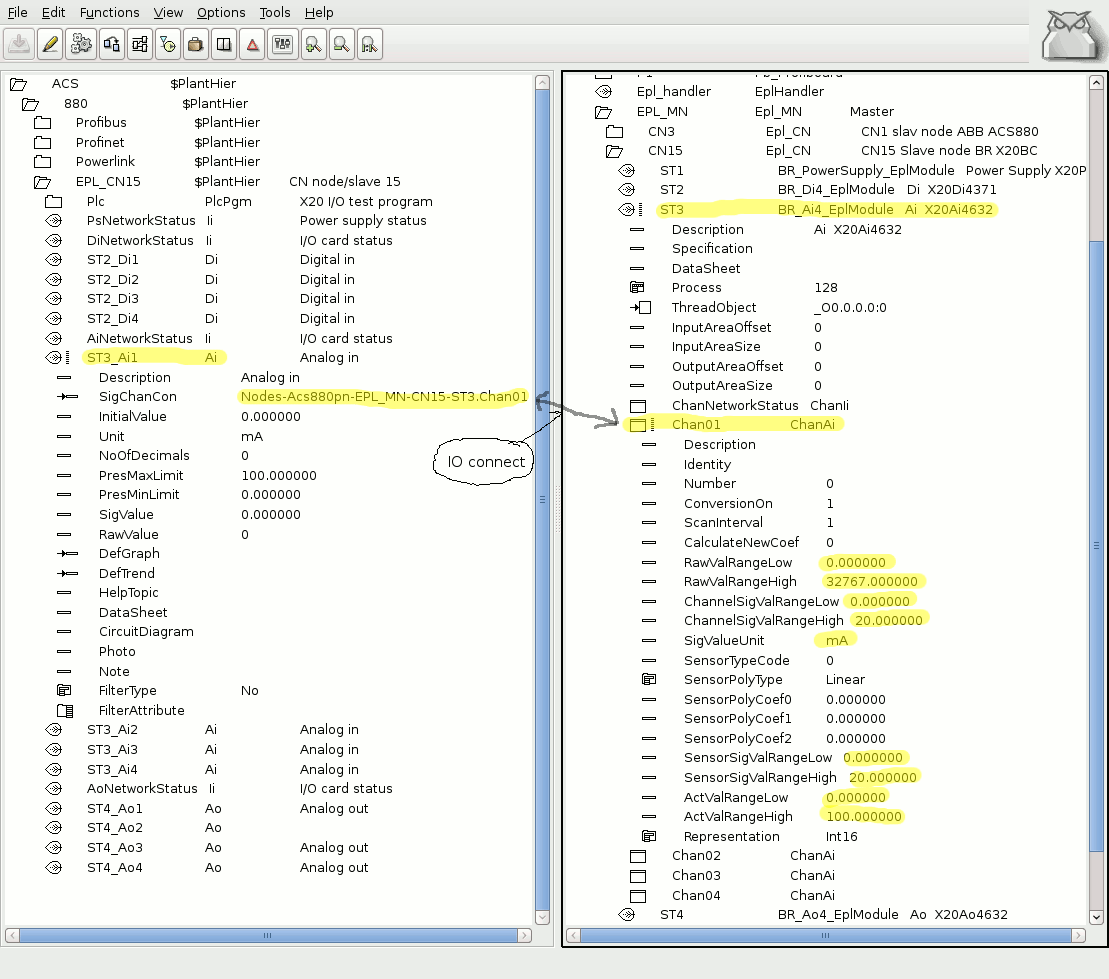 File Edit Functions View Options Tools Help
ACS $PlantHier
880 $PlantHier
Profibus $PlantHier
Profinet $PlantHier
Powerlink $PlantHier
EPL_CN15 $PlantHier CN node/slave 15
Plc PlcPgm X20 I/O test program
PsNetworkStatus Ii Power supply status
DiNetworkStatus Ii I/O card status
ST2_Di1 Di Digital in
ST2_Di2 Di Digital in
ST2_Di3 Di Digital in
ST2_Di4 Di Digital in
AiNetworkStatus Ii I/O card status
ST3_Ai1 Ai Analog in
Description Analog in
SigChanCon Nodes-Acs880pn-EPL_MN-CN15-ST3.Chan01
InitialValue 0.000000
Unit mA
NoOfDecimals 0
PresMaxLimit 100.000000
PresMinLimit 0.000000
SigValue 0.000000
RawValue 0
DefGraph
DefTrend
HelpTopic
DataSheet
CircuitDiagram
Photo
Note
FilterType No
FilterAttribute
ST3_Ai2 Ai Analog in
ST3_Ai3 Ai Analog in
ST3_Ai4 Ai Analog in
AoNetworkStatus Ii I/O card status
ST4_Ao1 Ao Analog out
ST4_Ao2 Ao
ST4_Ao3 Ao Analog out
ST4_Ao4 Ao Analog out
IO connect
Epl_handler EplHandler
EPL_MN Epl_MN Master
CN3 Epl_CN CN1 slav node ABB ACS880
CN15 Epl_CN CN15 Slave node BR X20BC
ST1 BR_PowerSupply_EplModule Power Supply X20P
ST2 BR_Di4_EplModule Di X20Di4371
ST3 BR_Ai4_EplModule Ai X20Ai4632
Description Ai X20Ai4632
Specification
DataSheet
Process 128
ThreadObject _O0.0.0.0:0
InputAreaOffset 0
InputAreaSize 0
OutputAreaOffset 0
OutputAreaSize 0
ChanNetworkStatus ChanIi
Chan01 ChanAi
Description
Identity
Number 0
ConversionOn 1
ScanInterval 1
CalculateNewCoef 0
RawValRangeLow 0.000000
RawValRangeHigh 32767.000000
ChannelSigValRangeLow 0.000000
ChannelSigValRangeHigh 20.000000
SigValueUnit mA
SensorTypeCode 0
SensorPolyType Linear
SensorPolyCoef0 0.000000
SensorPolyCoef1 0.000000
SensorPolyCoef2 0.000000
SensorSigValRangeLow 0.000000
SensorSigValRangeHigh 20.000000
ActValRangeLow 0.000000
ActValRangeHigh 100.000000
Representation Int16
Chan02 ChanAi
Chan03 ChanAi
Chan04 ChanAi
ST4 BR_Ao4_EplModule Ao X20Ao4632